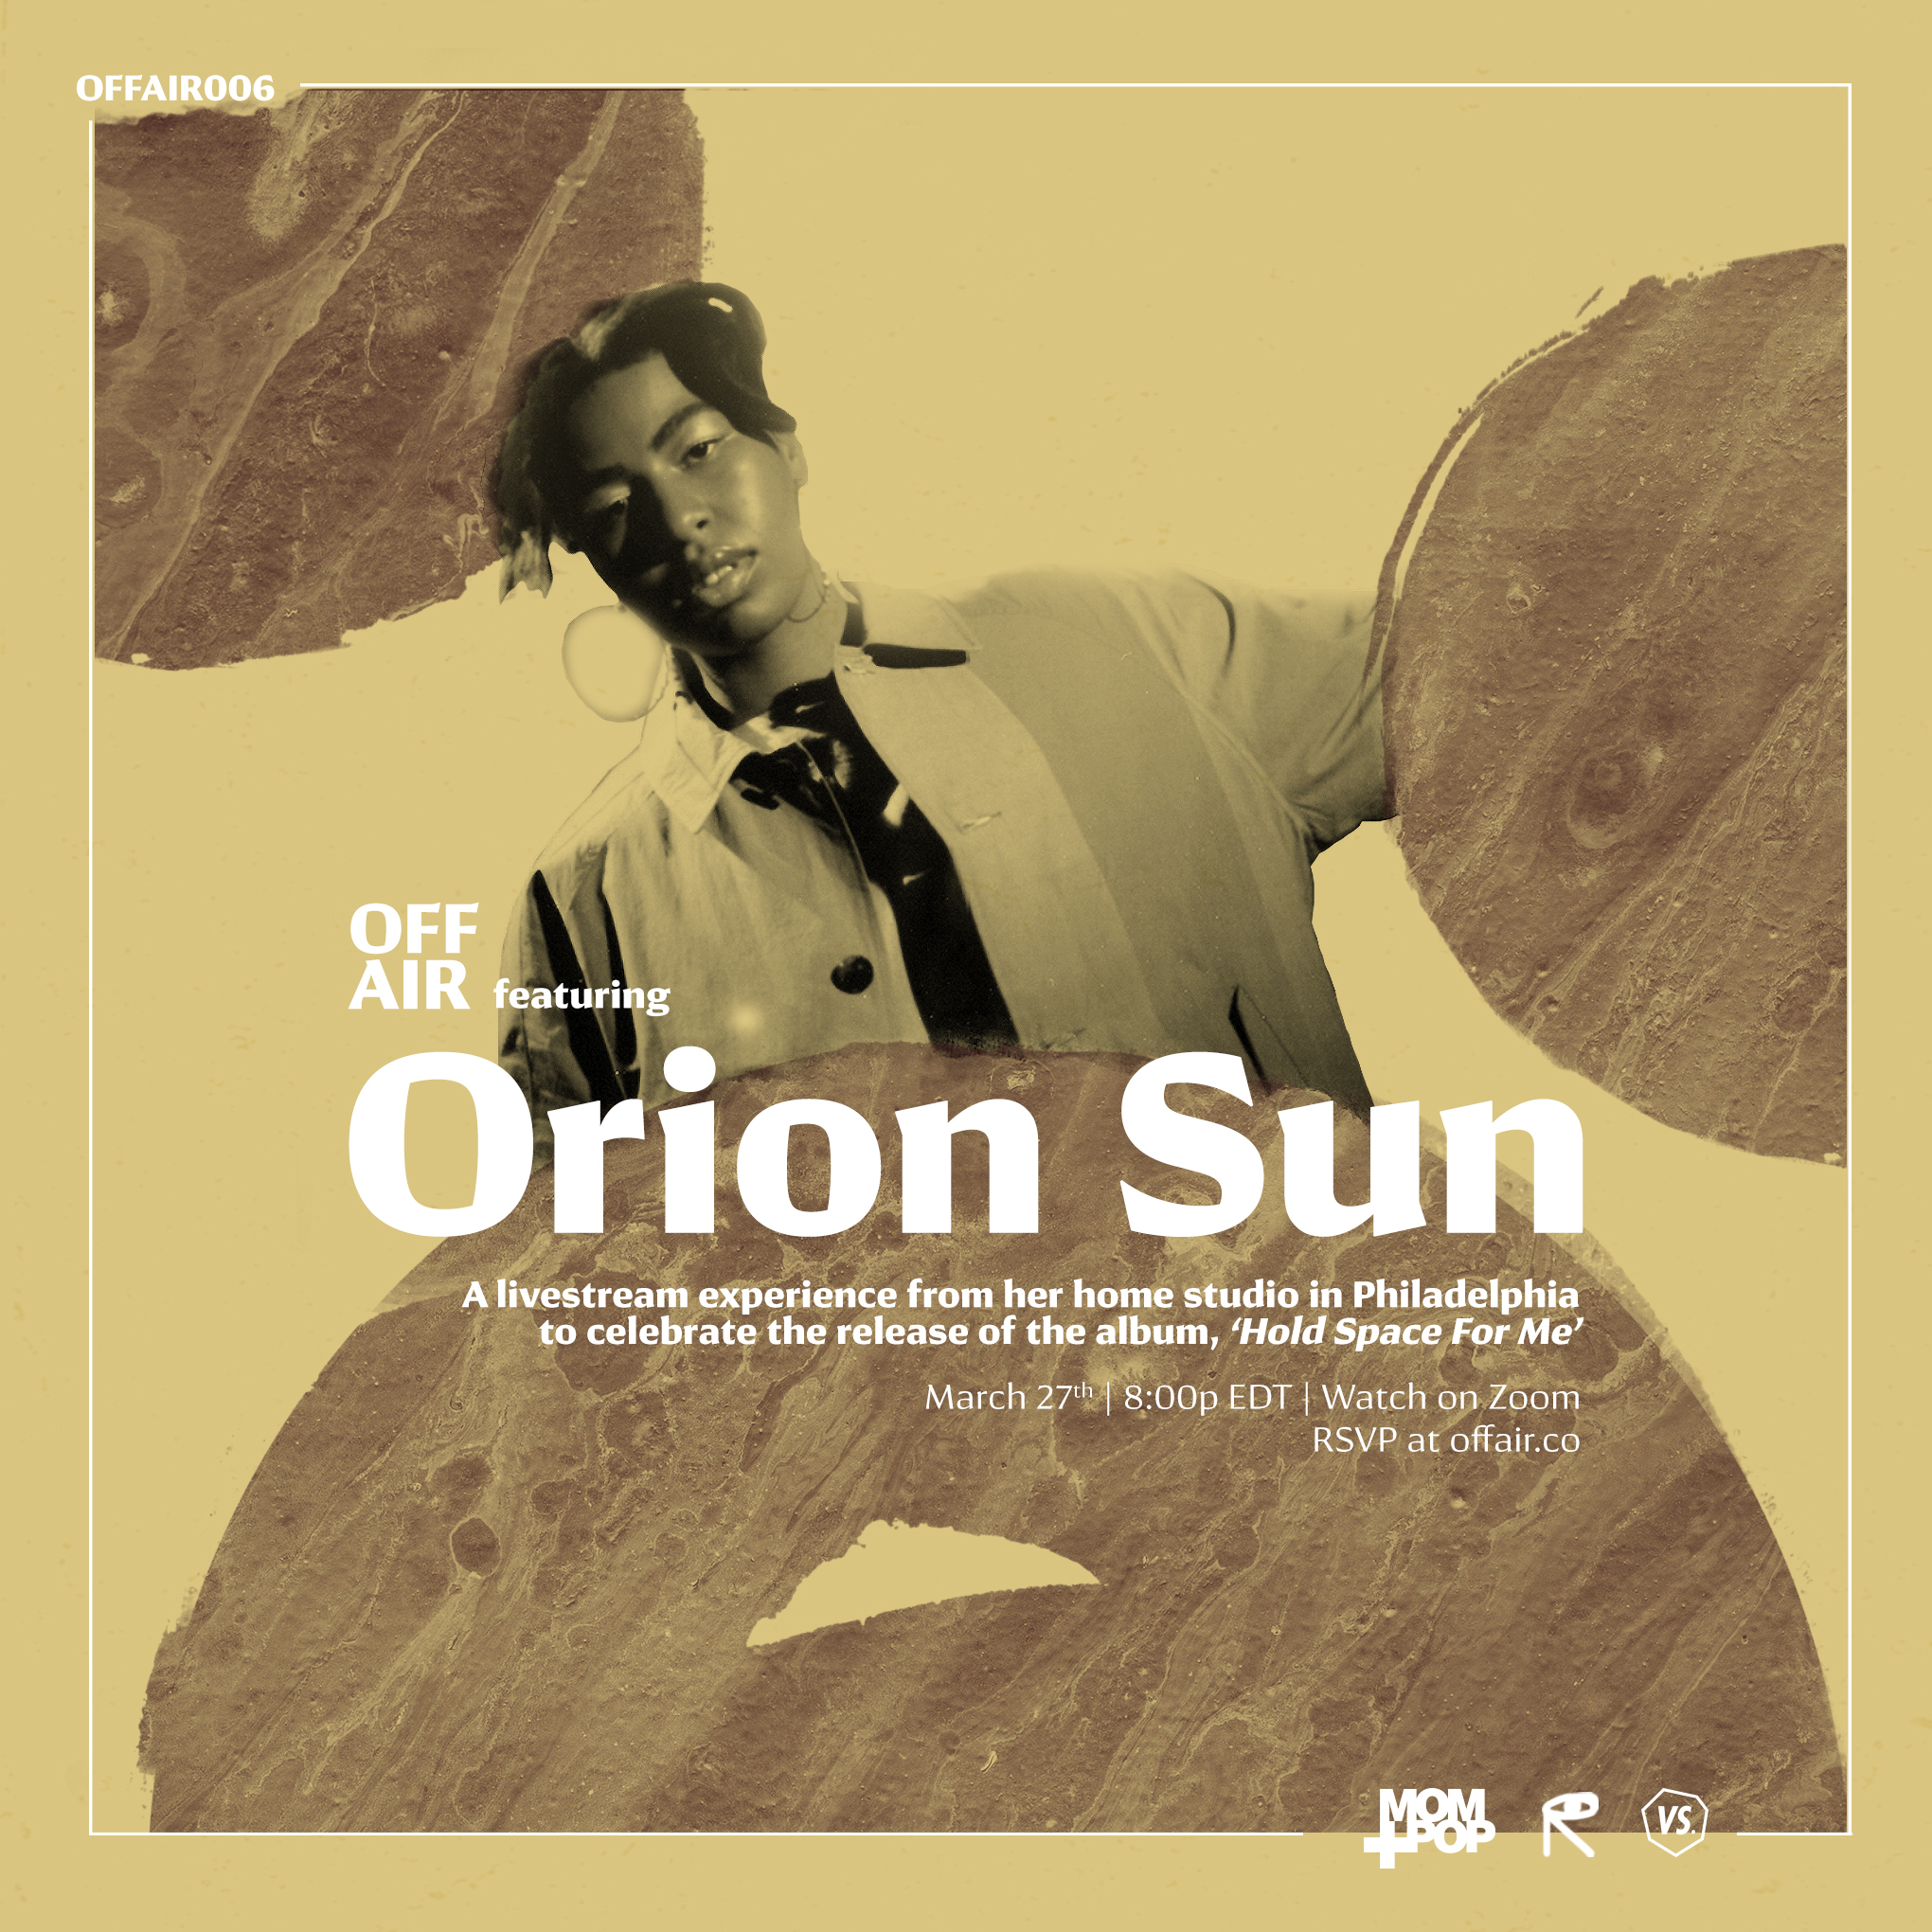 OFFAIR006
OFF
AIR featuring
Orion Sun
A livestream experience from her home studio in Philadelphia
to celebrate the release of the album, ‘Hold Space For Me’
March 27th | 8:00p EDT | Watch on Zoom
RSVP at offair.co
MOM
+POP
R
VS.